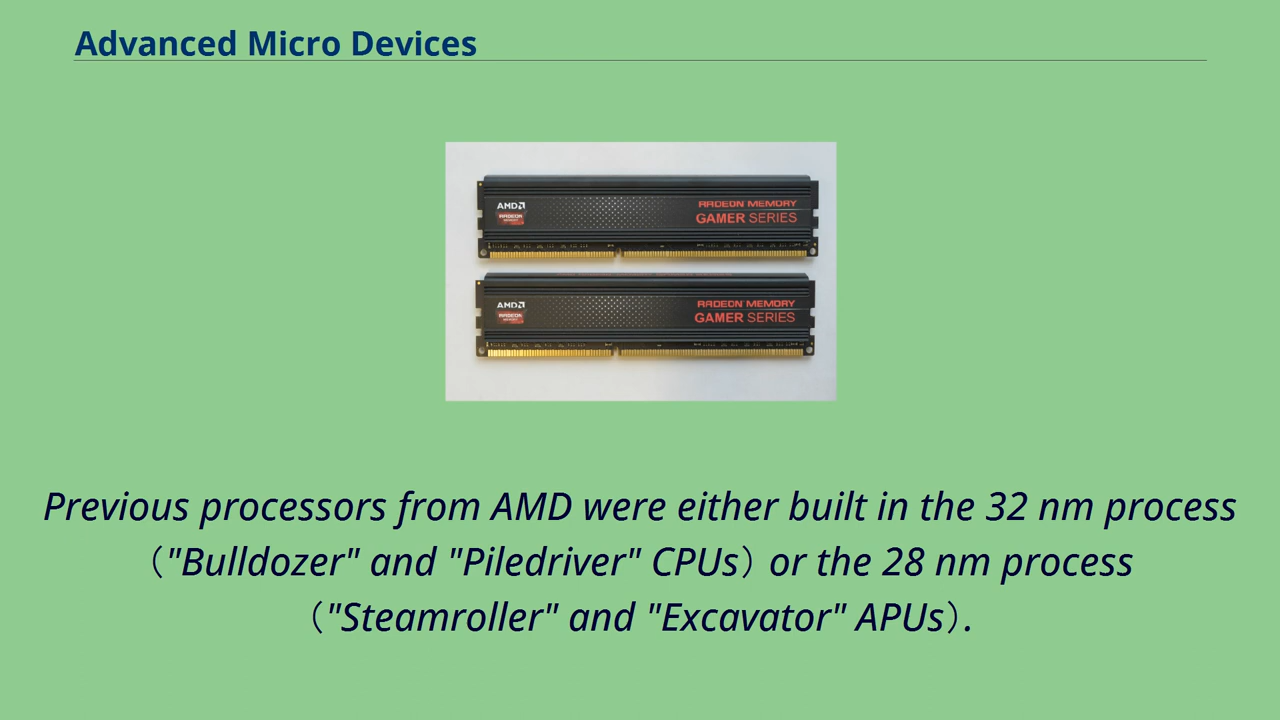 Advanced Micro Devices
AMD
RADEON
RADEON MEMORY
GAMER SERIES
AMD
RADEON
RADEON MEMORY
GAMER SERIES
Previous processors from AMD were either built in the 32 nm process
（"Bulldozer" and "Piledriver" CPUs）or the 28 nm process
（"Steamroller" and "Excavator" APUs）.